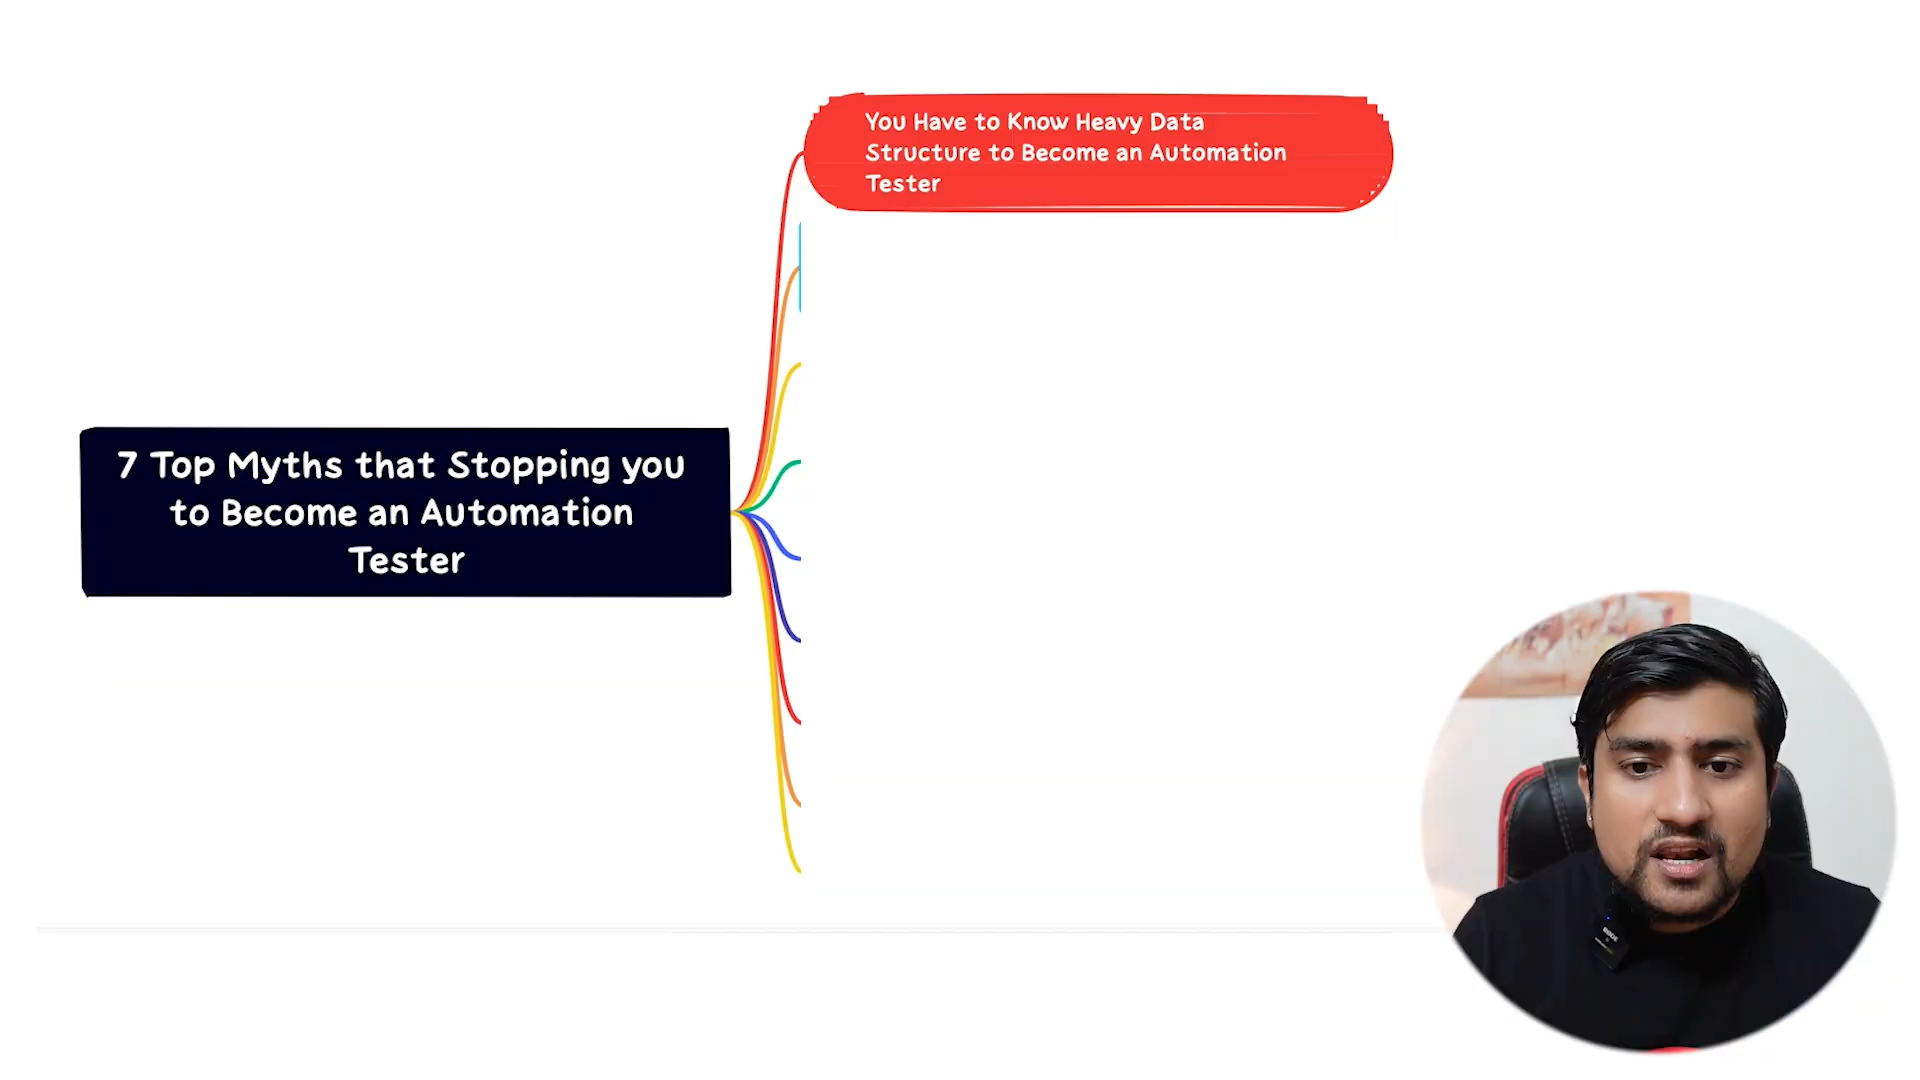 You Have to Know Heavy Data
Structure to Become an Automation
Tester
7 Top Myths that Stopping you
to Become an Automation
Tester
RODE